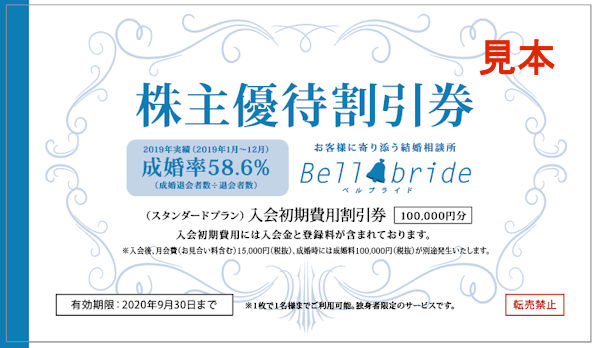 見本
株主優待割引券
2019年実績（2019年1月～12月）
成婚率58.6%
（成婚退会者数÷退会者数）
お客様に寄り添う結婚相談所
Bell bride
ベルブライド
（スタンダードプラン）入会初期費用割引券 100,000円分
入会初期費用には入会金と登録料が含まれております。
※入会後、月会費（お見合い料含む）15,000円（税抜）、成婚時には成婚料100,000円（税抜）が別途発生いたします。
有効期限：2020年9月30日まで
※1枚で1名様までご利用可能。独身者限定のサービスです。
転売禁止